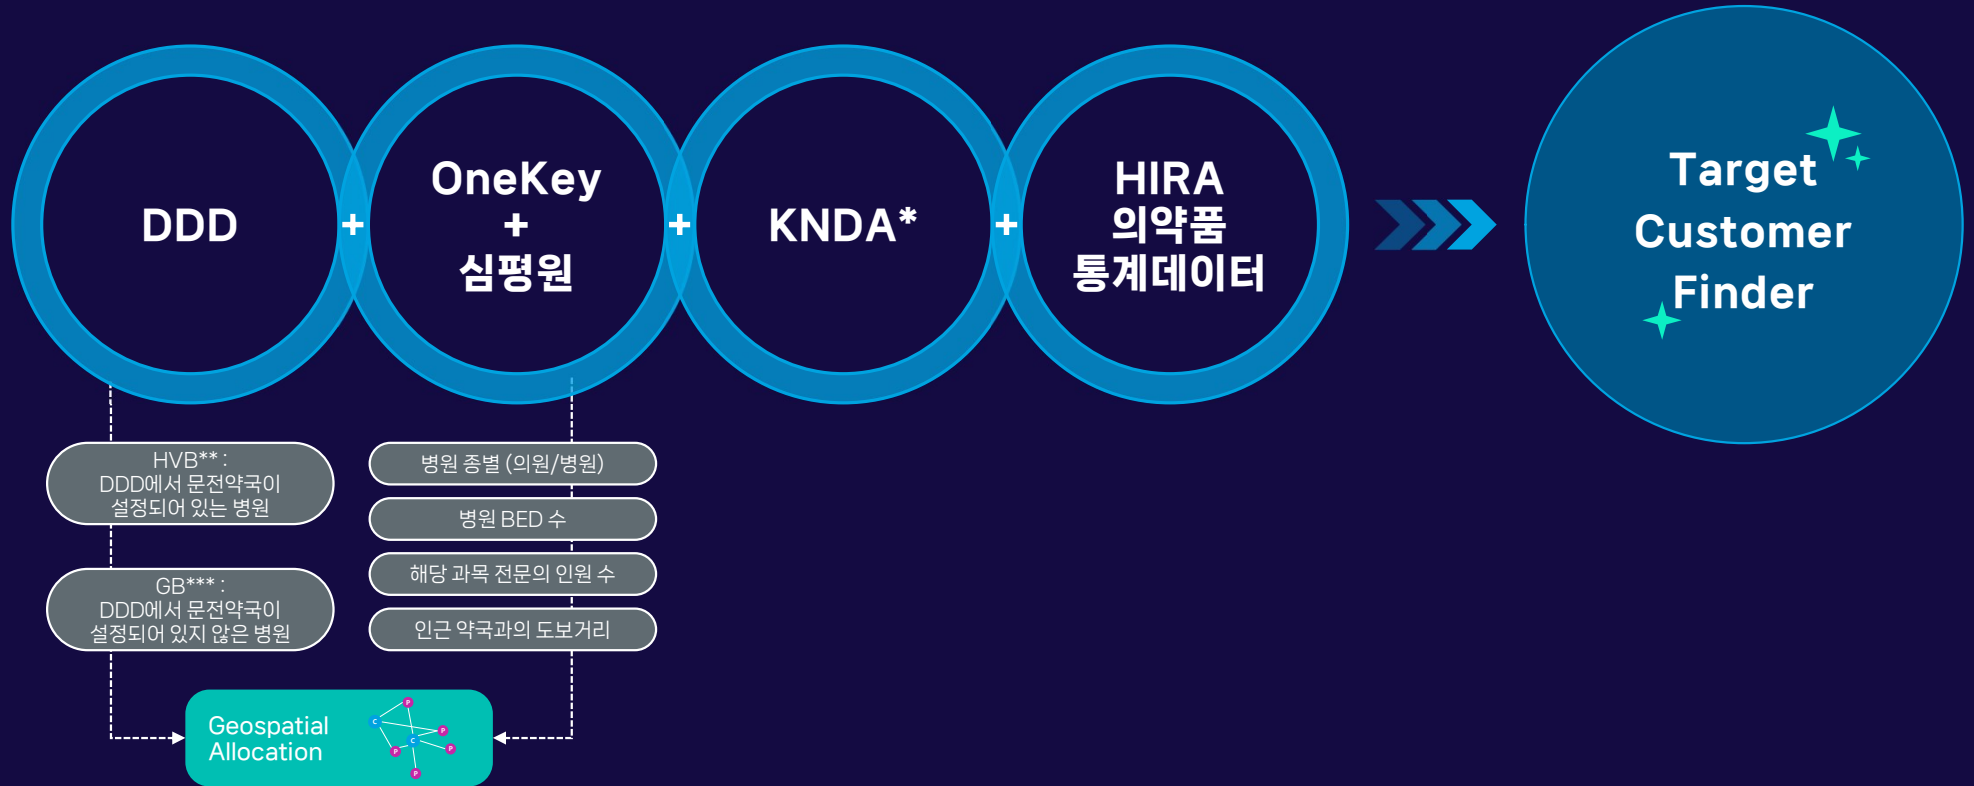 DDD
+
OneKey
+
심평원
+
KNDA*
+
HIRA
의약품
통계데이터
Target
Customer
Finder
HVB** :
DDD에서 문전약국이
설정되어 있는 병원
GB*** :
DDD에서 문전약국이
설정되어 있지 않은 병원
병원 종별 (의원/병원)
병원 BED 수
해당 과목 전문의 인원 수
인근 약국과의 도보거리
Geospatial
Allocation
P
C
P
C
P
P
P